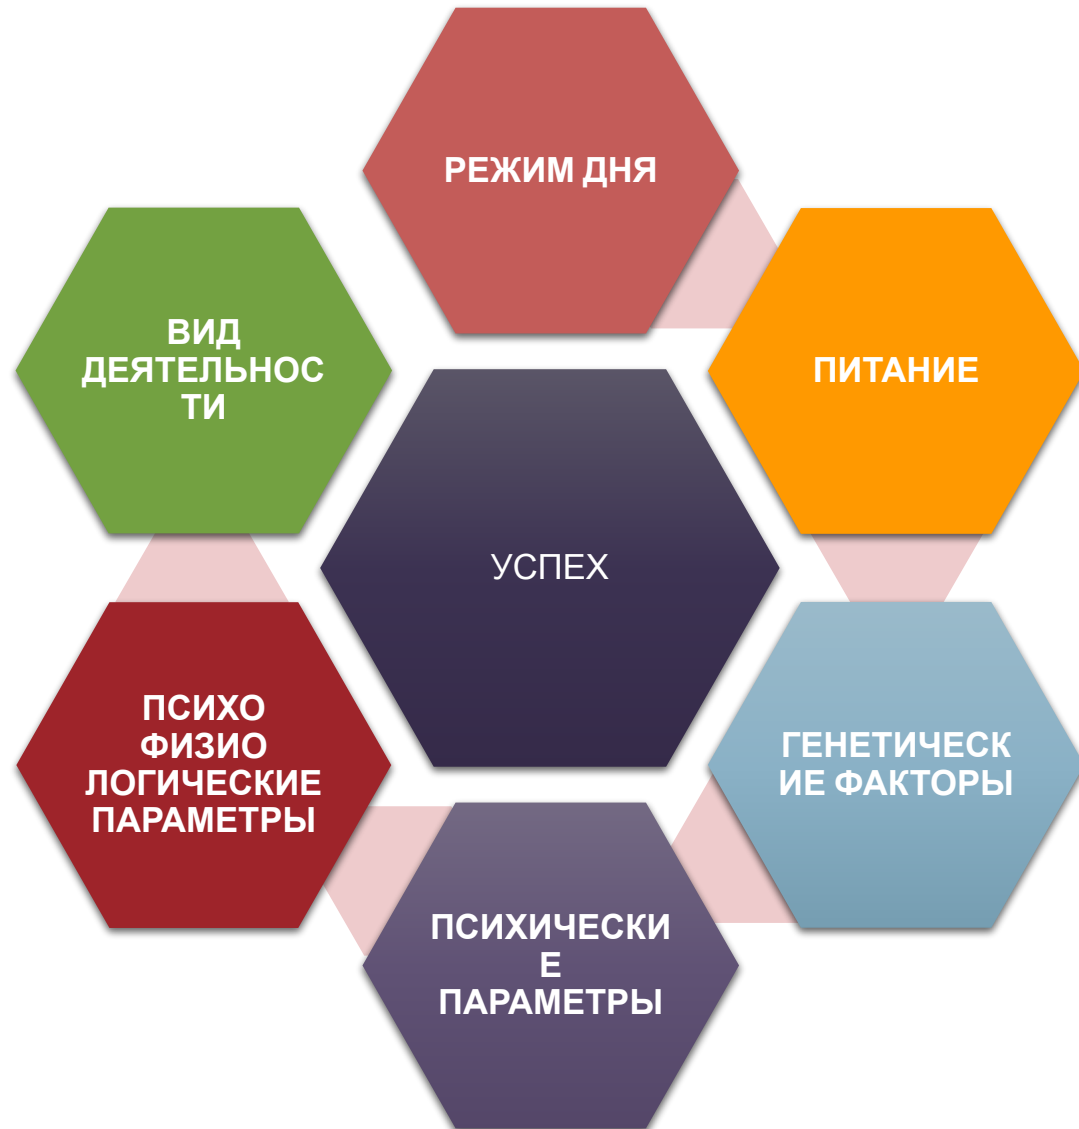 РЕЖИМ ДНЯ
ВИД
ДЕЯТЕЛЬНОС
ТИ
ПИТАНИЕ
УСПЕХ
ПСИХО
ФИЗИО
ЛОГИЧЕСКИЕ
ПАРАМЕТРЫ
ГЕНЕТИЧЕСК
ИЕ ФАКТОРЫ
ПСИХИЧЕСКИ
Е
ПАРАМЕТРЫ